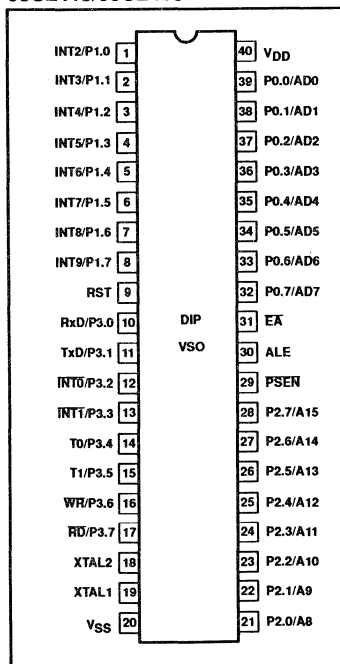 INT2/P1.0 1
INT3/P1.1 2
INT4/P1.2 3
INT5/P1.3 4
INT6/P1.4 5
INT7/P1.5 6
INT8/P1.6 7
INT9/P1.7 8
RST 9
RxD/P3.0 10
TxD/P3.1 11
INT0/P3.2 12
INT1/P3.3 13
T0/P3.4 14
T1/P3.5 15
WR/P3.6 16
RD/P3.7 17
XTAL2 18
XTAL1 19
VSS 20
DIP
VSO
40 VDD
39 P0.0/AD0
38 P0.1/AD1
37 P0.2/AD2
36 P0.3/AD3
35 P0.4/AD4
34 P0.5/AD5
33 P0.6/AD6
32 P0.7/AD7
31 EA
30 ALE
29 PSEN
28 P2.7/A15
27 P2.6/A14
26 P2.5/A13
25 P2.4/A12
24 P2.3/A11
23 P2.2/A10
22 P2.1/A9
21 P2.0/A8